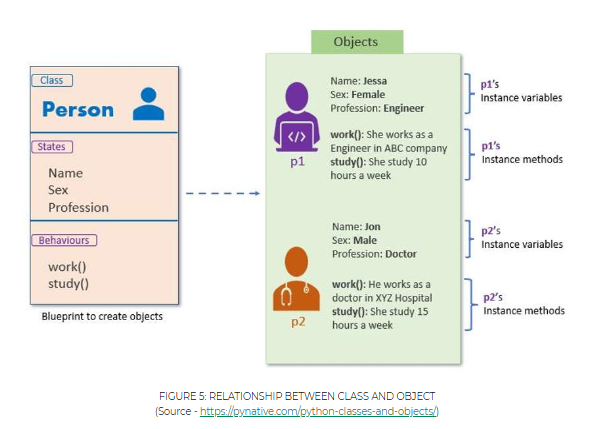 Class
Person
States
Name
Sex
Profession
Behaviours
work()
study()
Blueprint to create objects
Objects
Name: Jessa
Sex: Female
Profession: Engineer
work(): She works as a
Engineer in ABC company
study(): She study 10
hours a week
</>
p1
p1's
Instance variables
p1's
Instance methods
Name: Jon
Sex: Male
Profession: Doctor
work(): He works as a
doctor in XYZ Hospital
study(): She study 15
hours a week
p2
p2's
Instance variables
p2's
Instance methods
FIGURE 5: RELATIONSHIP BETWEEN CLASS AND OBJECT
(Source - https://pynative.com/python-classes-and-objects/)